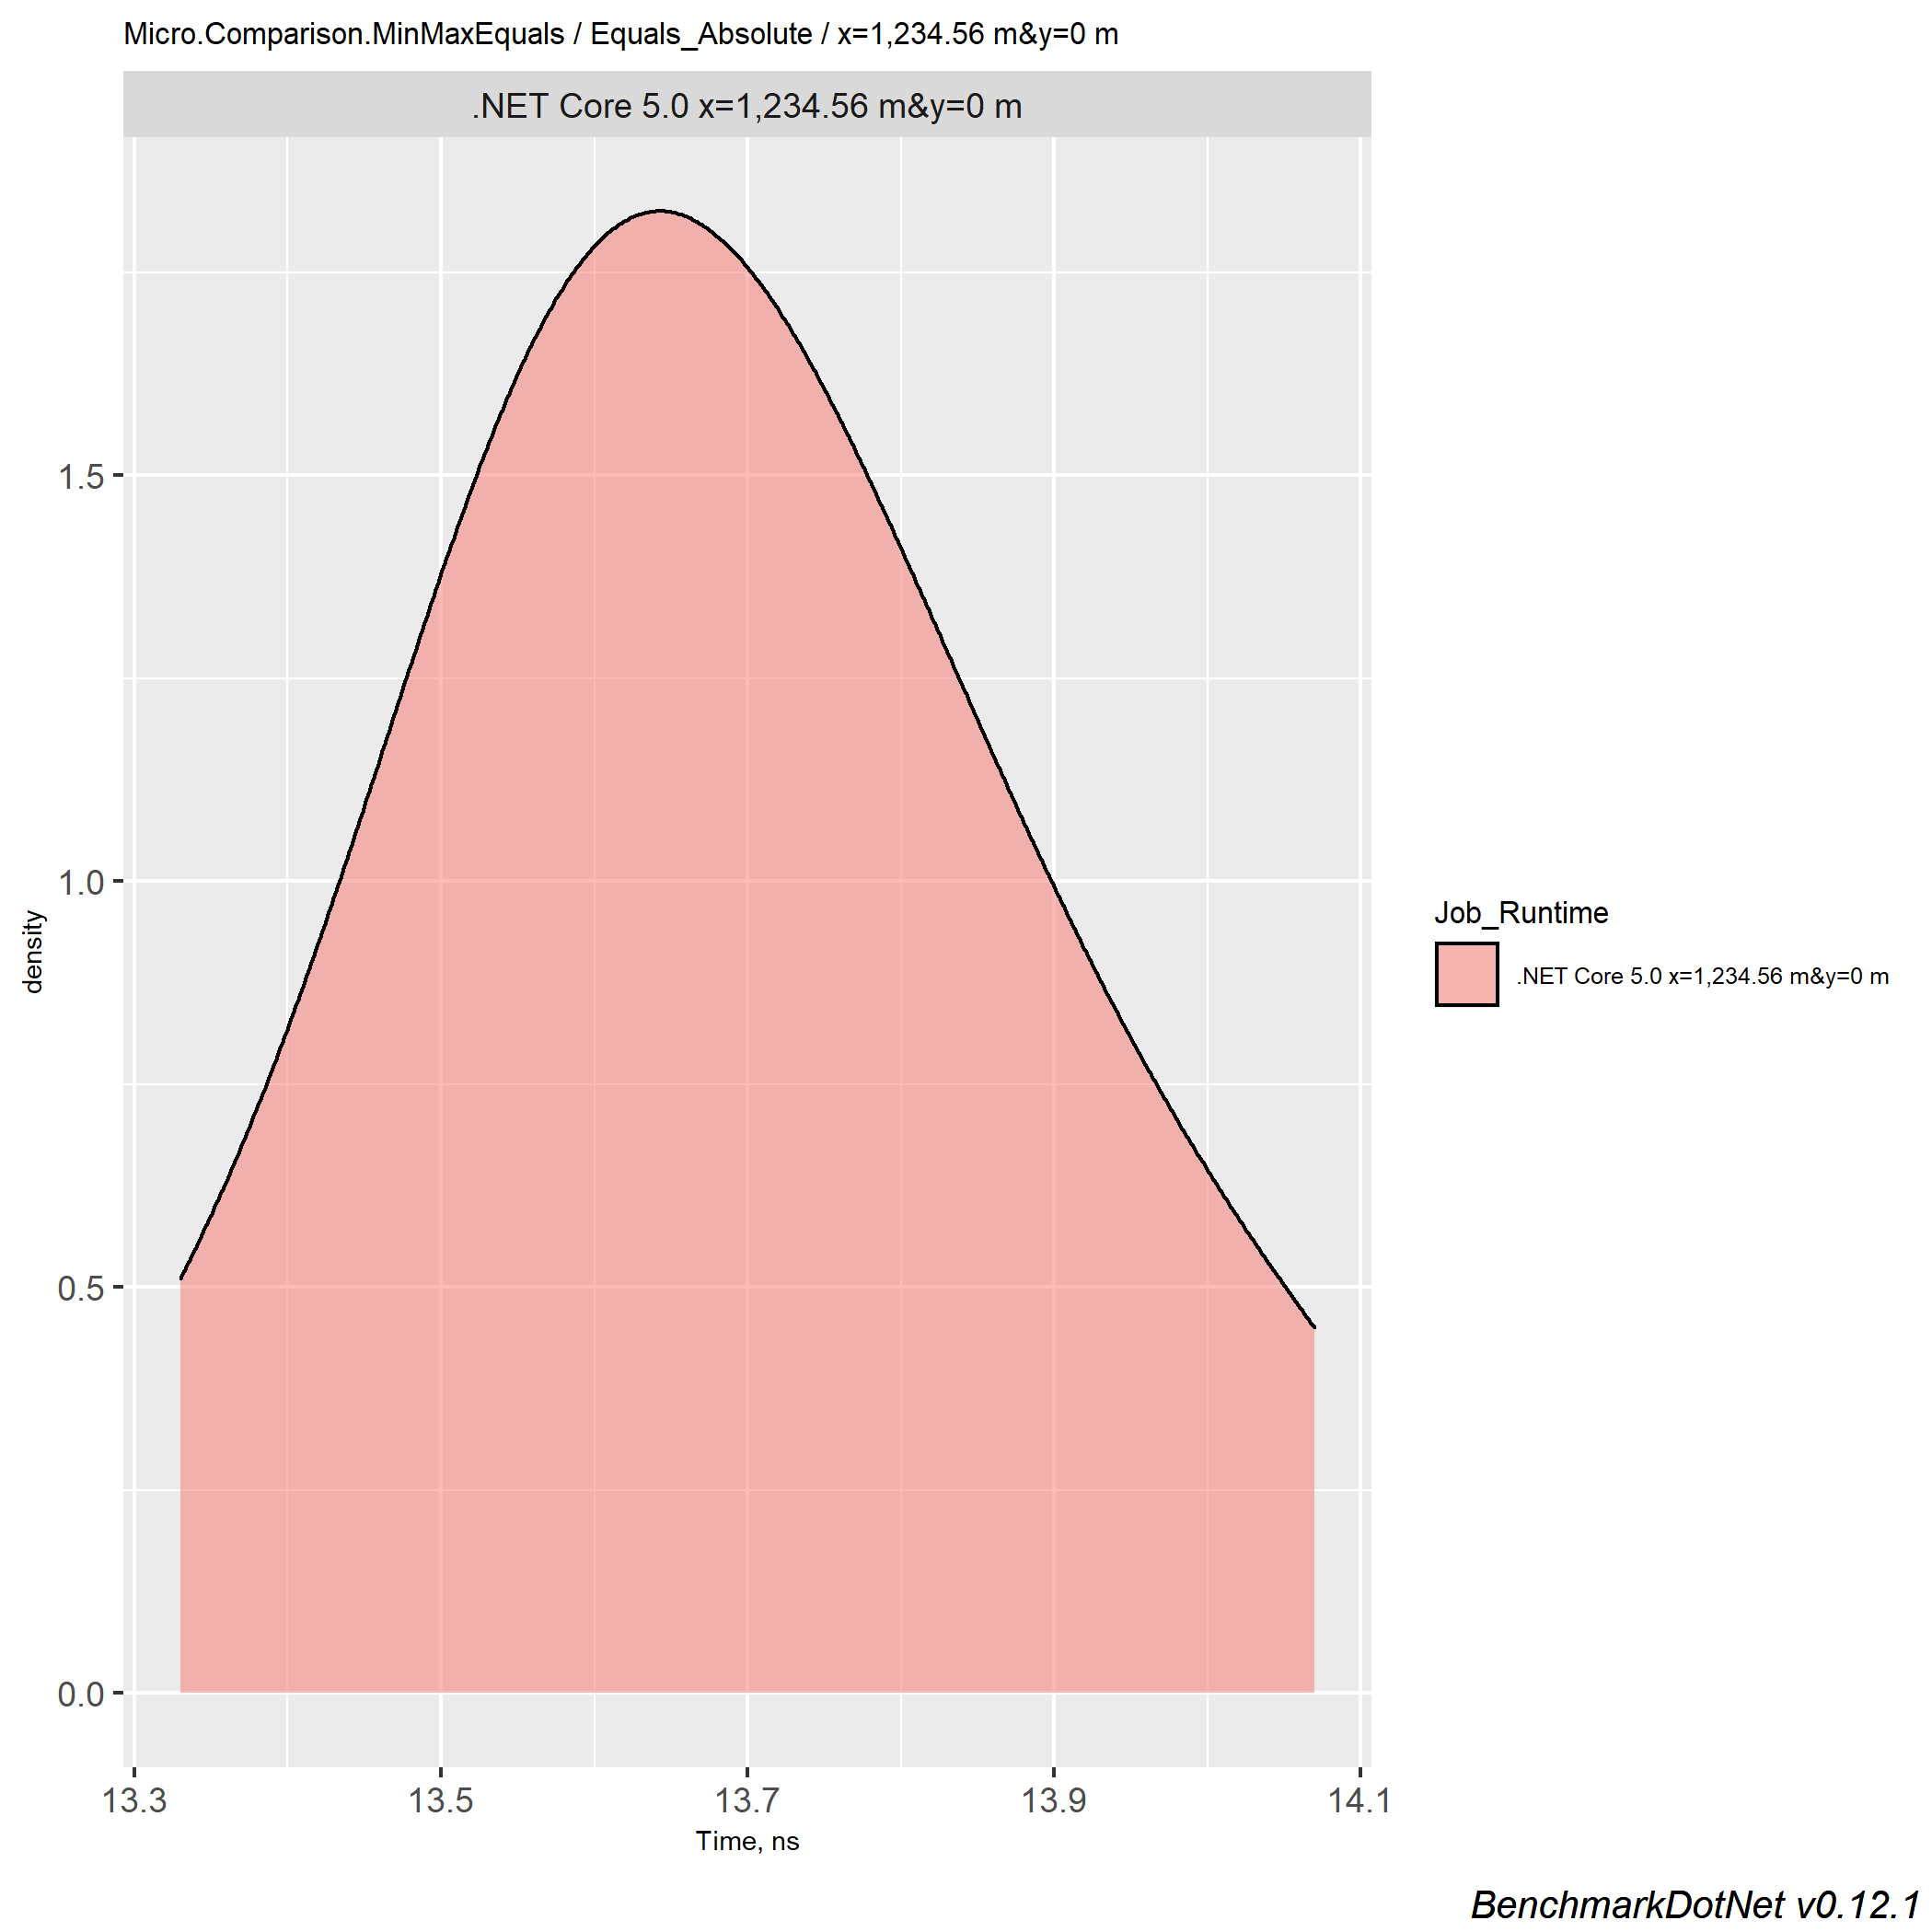 Micro.Comparison.MinMaxEquals / Equals_Absolute / x=1,234.56 m&y=0 m
.NET Core 5.0 x=1,234.56 m&y=0 m
1.5
1.0
0.5
0.0
density
13.3 13.5 13.7 13.9 14.1
Time, ns
Job_Runtime
.NET Core 5.0 x=1,234.56 m&y=0 m
BenchmarkDotNet v0.12.1